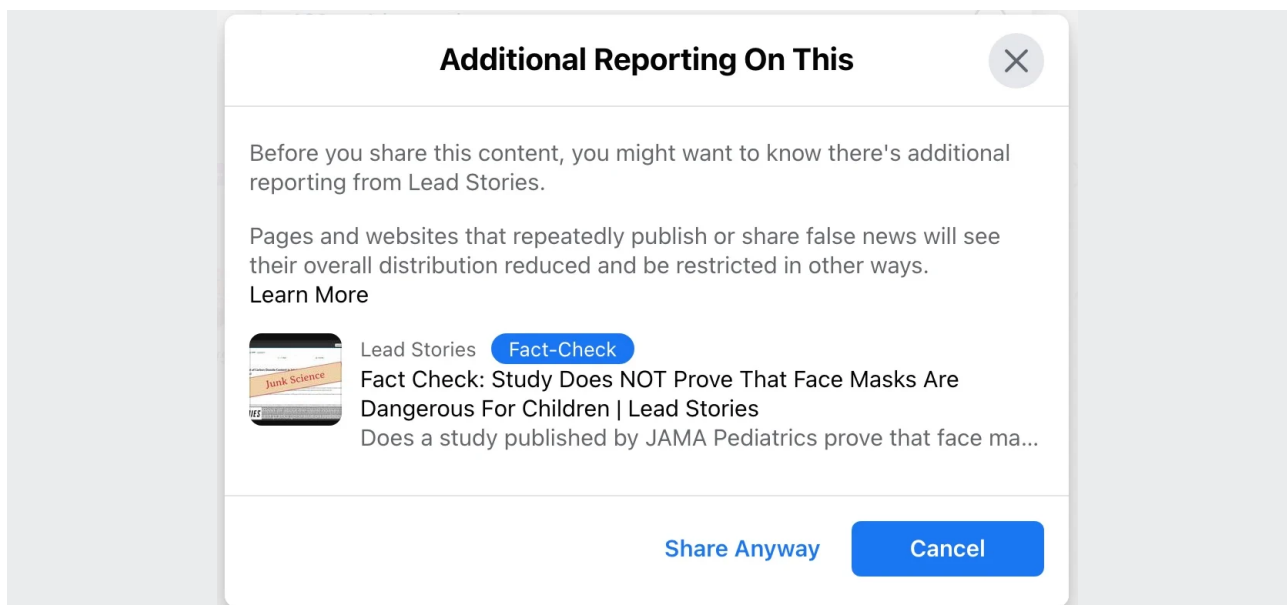 Additional Reporting On This
Before you share this content, you might want to know there's additional
reporting from Lead Stories.
Pages and websites that repeatedly publish or share false news will see
their overall distribution reduced and be restricted in other ways.
Learn More
Junk Science
Lead Stories Fact-Check
Fact Check: Study Does NOT Prove That Face Masks Are
Dangerous For Children | Lead Stories
Does a study published by JAMA Pediatrics prove that face ma...
Share Anyway Cancel